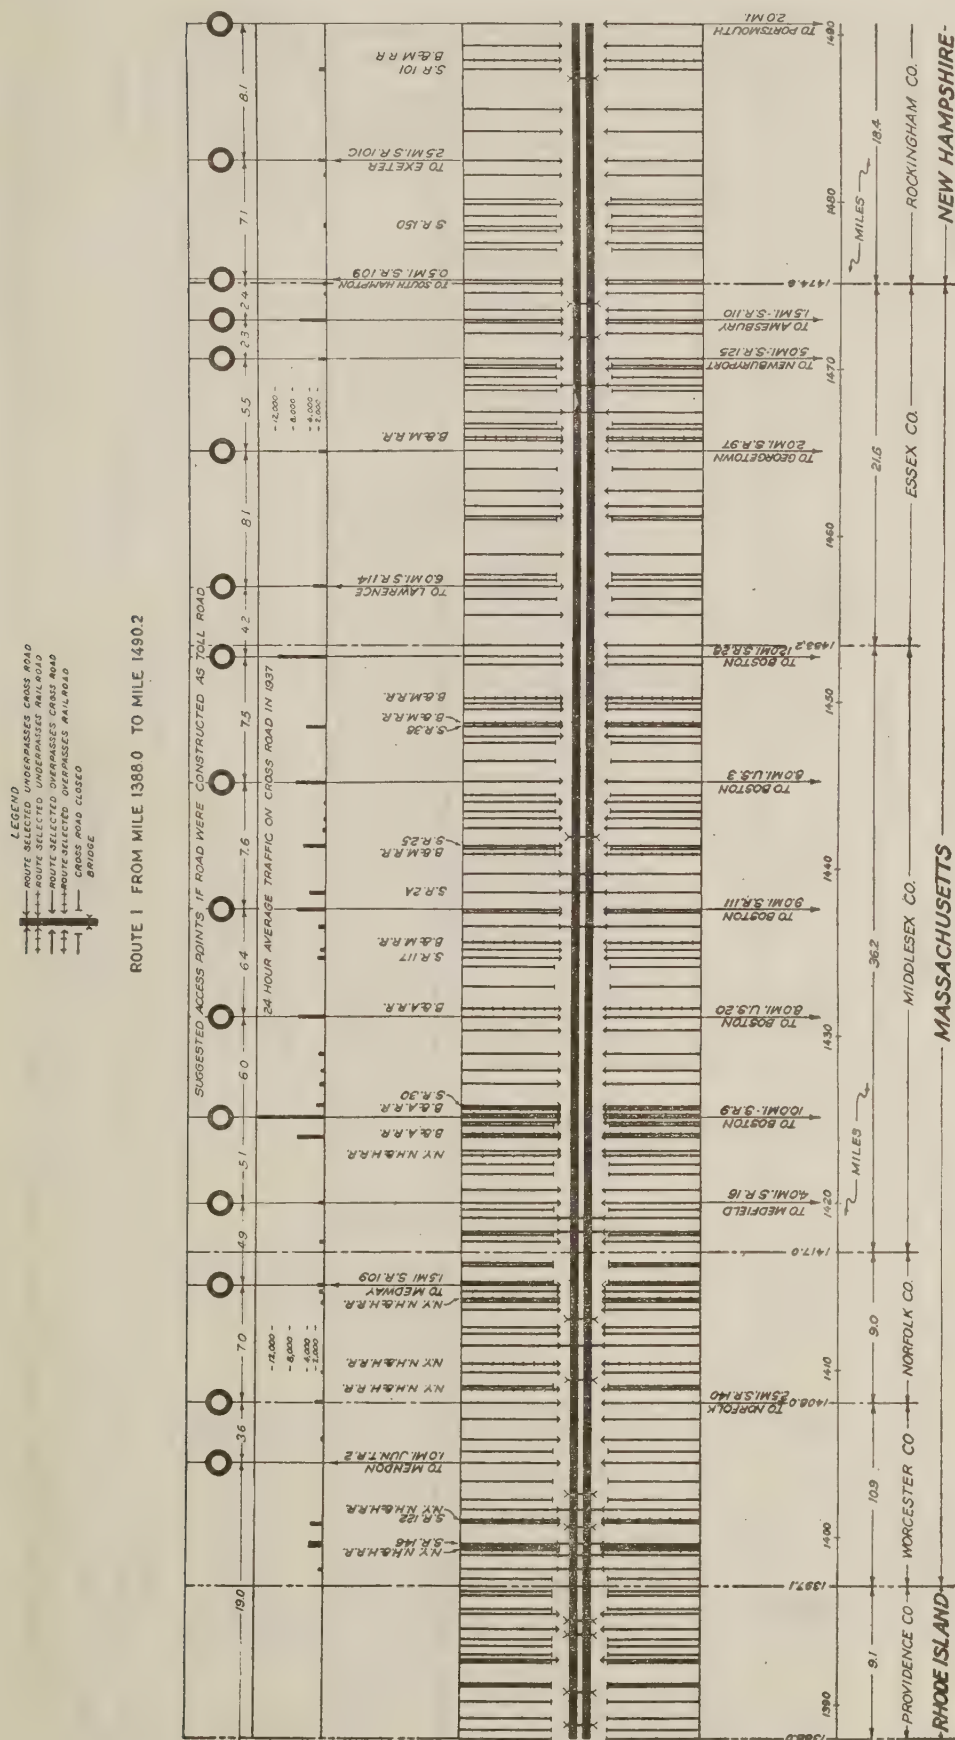 LEGEND
ROUTE SELECTED UNDERPASSES CROSS ROAD
ROUTE SELECTED UNDERPASSES RAILROAD
ROUTE SELECTED OVERPASSES CROSS ROAD
ROUTE SELECTED OVERPASSES RAILROAD
CROSS ROAD CLOSED
BRIDGE
ROUTE 1 FROM MILE 1388.0 TO MILE 1490.2
SUGGESTED ACCESS POINTS IF ROAD WERE CONSTRUCTED AS TOLL ROAD
19.0
3.6
7.0
4.9
5.1
6.0
6.4
7.6
7.5
4.2
8.1
5.5
2.3
2.4
7.1
8.1
24 HOUR AVERAGE TRAFFIC ON CROSS ROAD IN 1937
-12,000-
-8,000-
-4,000-
-2,000-
-12,000-
-8,000-
-4,000-
-2,000-
N.Y. N.H.& H.R.R.
S.R. 146
S.R. 122
N.Y. N.H.& H.R.R.
TO MENDON
1.0 MI. JUN. T.R. 2
N.Y. N.H.& H.R.R.
N.Y. N.H.& H.R.R.
N.Y. N.H.& H.R.R.
TO MEDWAY
1.5 MI. S.R. 109
N.Y. N.H.& H.R.R.
B.& A.R.R.
B.& A.R.R.
S.R. 30
B.& A.R.R.
S.R. 117
B.& M.R.R.
S.R. 2A
B.& M.R.R.
S.R. 25
S.R. 38
B.& M.R.R.
B.& M.R.R.
TO LAWRENCE
6.0 MI. S.R. 114
B.& M.R.R.
TO SOUTH HAMPTON
0.5 MI. S.R. 109
S.R. 150
TO EXETER
2.5 MI. S.R. 101C
S.R. 101
B.& M.R.R.
TO NORFOLK
2.5 MI. S.R. 140
TO MEDFIELD
4.0 MI. S.R. 16
TO BOSTON
10.0 MI.- S.R. 9
TO BOSTON
8.0 MI. U.S. 20
TO BOSTON
9.0 MI. S.R. 111
TO BOSTON
8.0 MI. U.S. 3
TO BOSTON
12.0 MI. S.R. 28
TO GEORGETOWN
2.0 MI. S.R. 97
TO NEWBURYPORT
5.0 MI.- S.R. 125
TO AMESBURY
1.5 MI.- S.R. 110
TO PORTSMOUTH
2.0 MI.
1388.0
1390
1397.1
1400
1408.0
1410
1417.0
1420
1430
1440
1450
1453.2
1460
1470
1474.8
1480
1490
MILES
MILES
9.1
10.9
9.0
36.2
21.6
18.4
PROVIDENCE CO.
WORCESTER CO.
NORFOLK CO.
MIDDLESEX CO.
ESSEX CO.
ROCKINGHAM CO.
RHODE ISLAND
MASSACHUSETTS
NEW HAMPSHIRE-